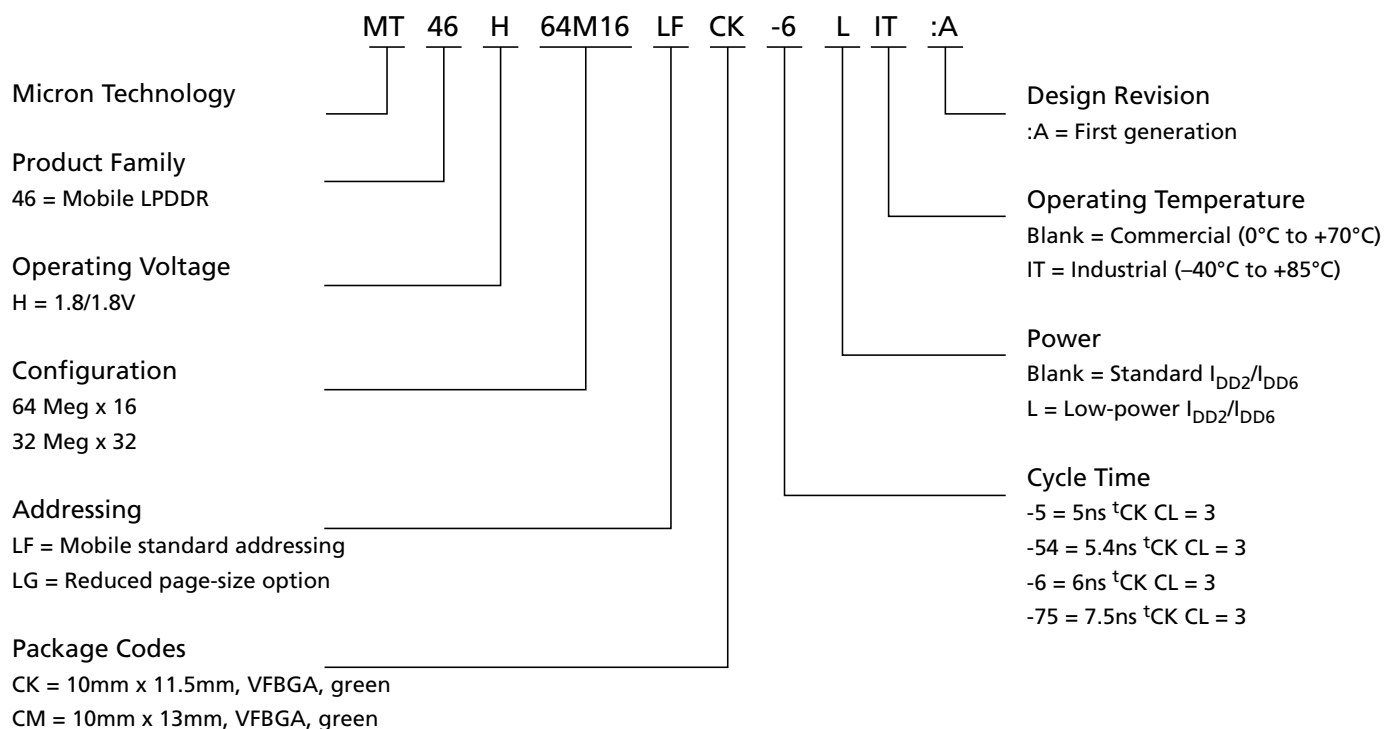 MT 46 H 64M16 LF CK -6 L IT :A
Micron Technology
Product Family
46 = Mobile LPDDR
Operating Voltage
H = 1.8/1.8V
Configuration
64 Meg x 16
32 Meg x 32
Addressing
LF = Mobile standard addressing
LG = Reduced page-size option
Package Codes
CK = 10mm x 11.5mm, VFBGA, green
CM = 10mm x 13mm, VFBGA, green
Design Revision
:A = First generation
Operating Temperature
Blank = Commercial (0°C to +70°C)
IT = Industrial (–40°C to +85°C)
Power
Blank = Standard IDD2/IDD6
L = Low-power IDD2/IDD6
Cycle Time
-5 = 5ns tCK CL = 3
-54 = 5.4ns tCK CL = 3
-6 = 6ns tCK CL = 3
-75 = 7.5ns tCK CL = 3